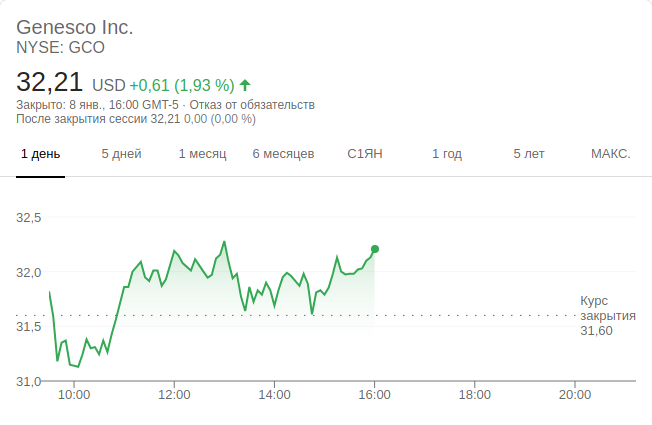 Genesco Inc.
NYSE: GCO
32,21 USD +0,61 (1,93 %)
Закрыто: 8 янв., 16:00 GMT-5 · Отказ от обязательств
После закрытия сессии 32,21 0,00 (0,00 %)
1 день 5 дней 1 месяц 6 месяцев С1ЯН 1 год 5 лет МАКС.
32,5
32,0
31,5
31,0
Курс
закрытия
31,60
10:00 12:00 14:00 16:00 18:00 20:00